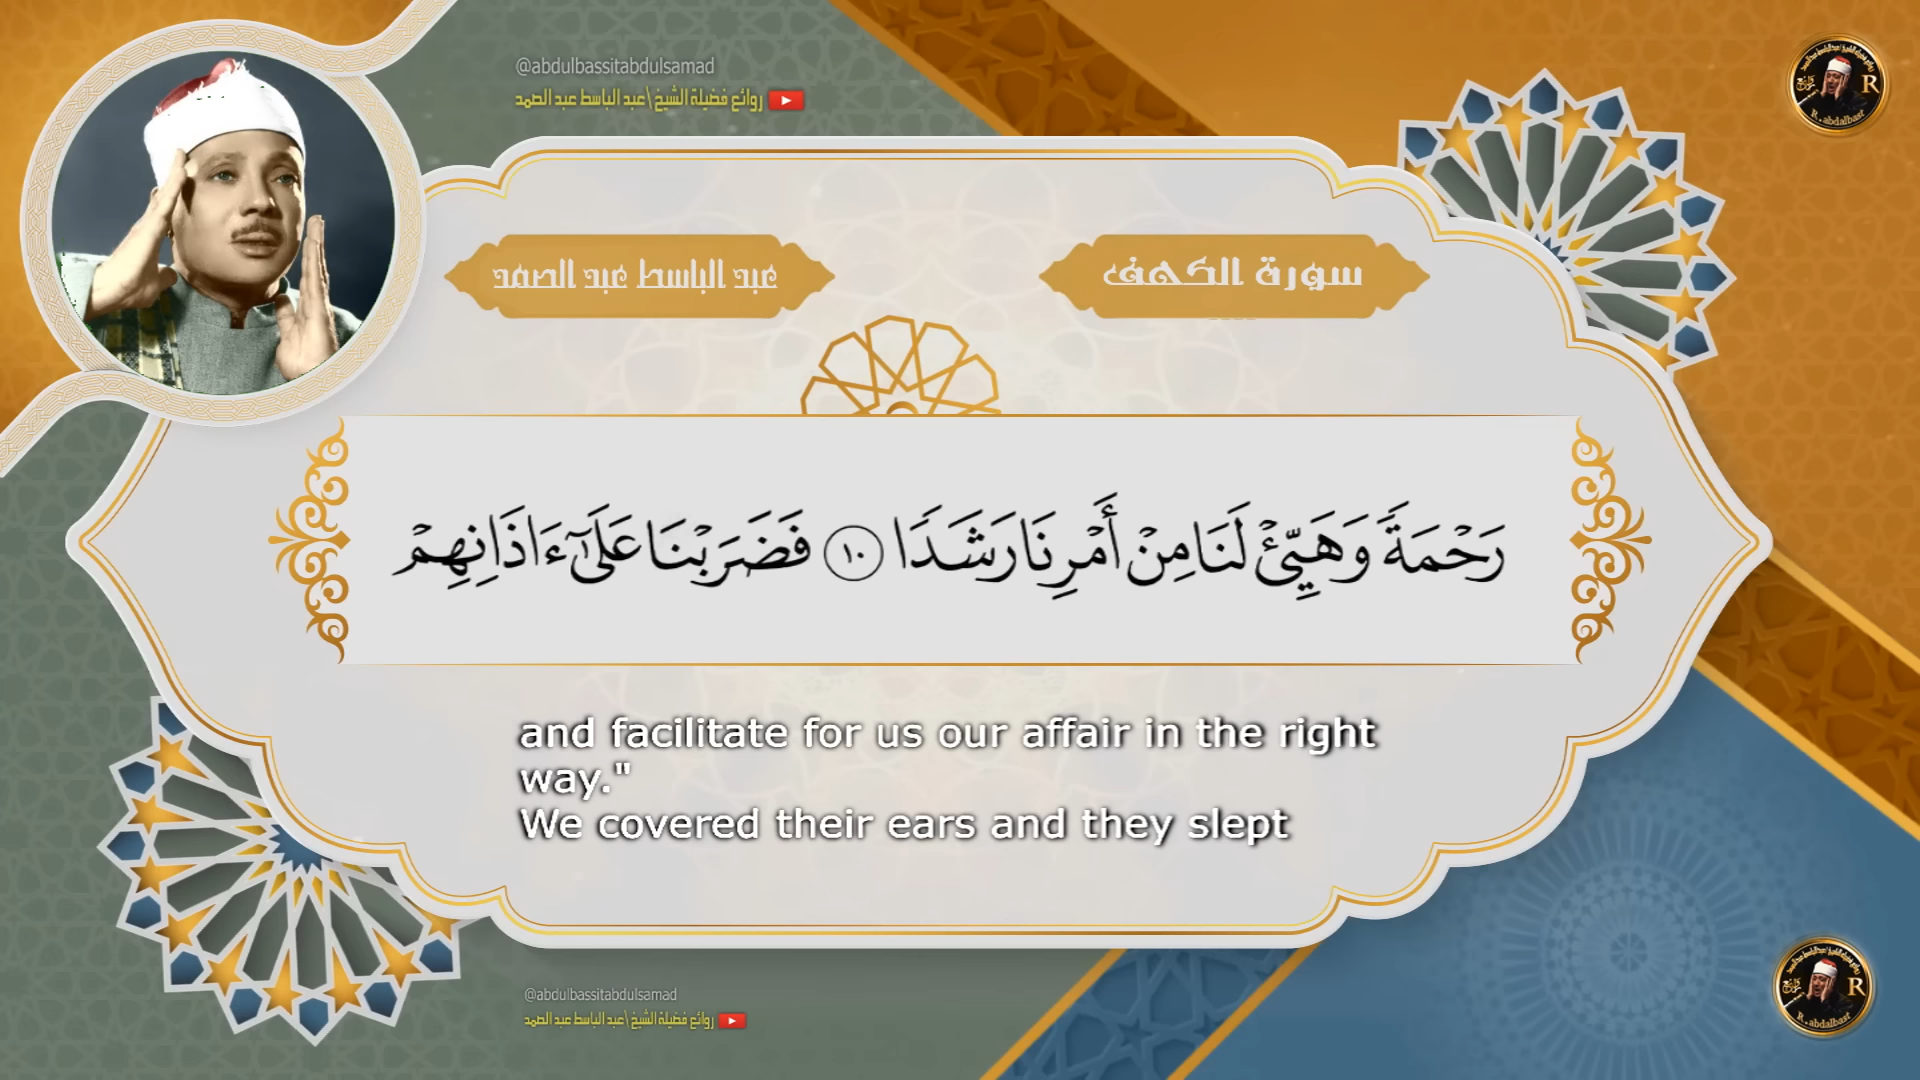 @abdulbassitabdulsamad
روائع فضيلة الشيخ \ عبد الباسط عبد الصمد
R
R.abdalbast
عبد الباسط عبد الصمد
سورة الكهف
رَحْمَةً وَهَيِّئْ لَنَا مِنْ أَمْرِنَا رَشَدًا ١٠ فَضَرَبْنَا عَلَىٰٓ ءَاذَانِهِمْ
and facilitate for us our affair in the right
way."
We covered their ears and they slept
@abdulbassitabdulsamad
روائع فضيلة الشيخ \ عبد الباسط عبد الصمد
R
R.abdalbast